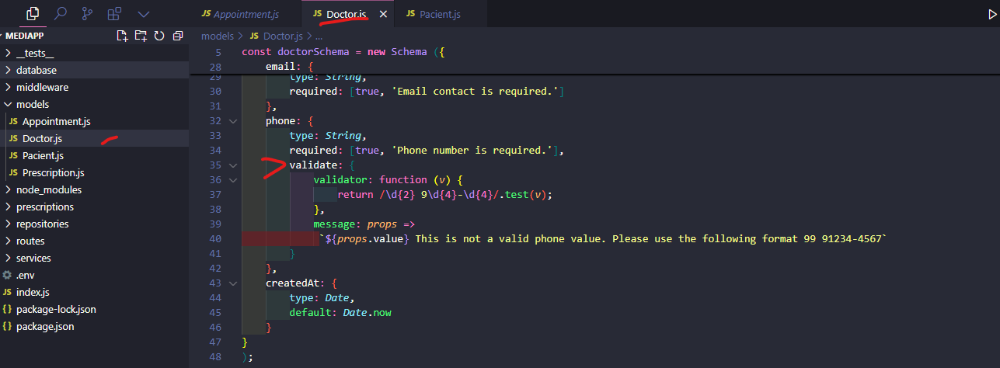 Appointment.js
JS Doctor.js
JS Pacient.js
MEDIAPP
__tests__
database
middleware
models
JS Appointment.js
JS Doctor.js
JS Pacient.js
JS Prescription.js
node_modules
prescriptions
repositories
routes
services
.env
JS index.js
{} package-lock.json
{} package.json
models > JS Doctor.js > ...
5 const doctorSchema = new Schema ({
28 email: {
29 type: String,
30 required: [true, 'Email contact is required.']
31 },
32 phone: {
33 type: String,
34 required: [true, 'Phone number is required.'],
35 validate: {
36 validator: function (v) {
37 return /\d{2} 9\d{4}-\d{4}/.test(v);
38 },
39 message: props =>
40 `${props.value} This is not a valid phone value. Please use the following format 99 91234-4567`
41 }
42 },
43 createdAt: {
44 type: Date,
45 default: Date.now
46 }
47 }
48 );